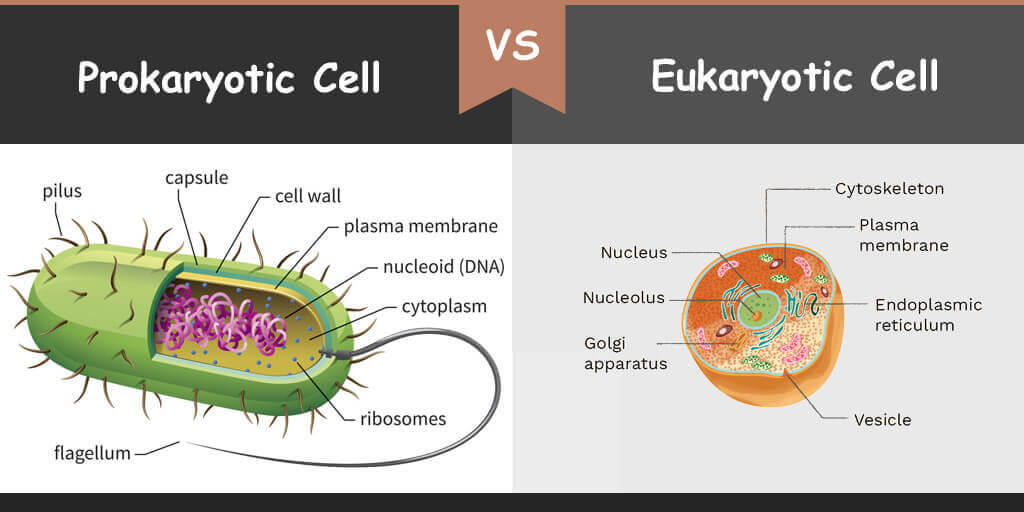 Prokaryotic Cell
VS
Eukaryotic Cell
pilus
capsule
cell wall
plasma membrane
nucleoid (DNA)
cytoplasm
ribosomes
flagellum
Cytoskeleton
Plasma
membrane
Nucleus
Nucleolus
Endoplasmic
reticulum
Golgi
apparatus
Vesicle